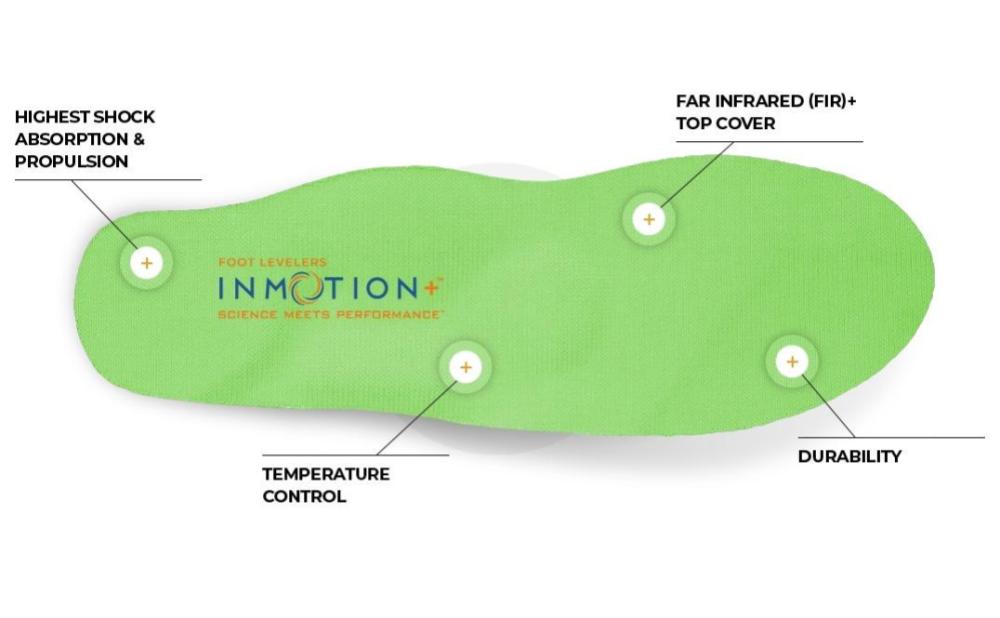 HIGHEST SHOCK
ABSORPTION &
PROPULSION
FAR INFRARED (FIR)+
TOP COVER
FOOT LEVELERS
INMOTION+™
SCIENCE MEETS PERFORMANCE™
TEMPERATURE
CONTROL
DURABILITY